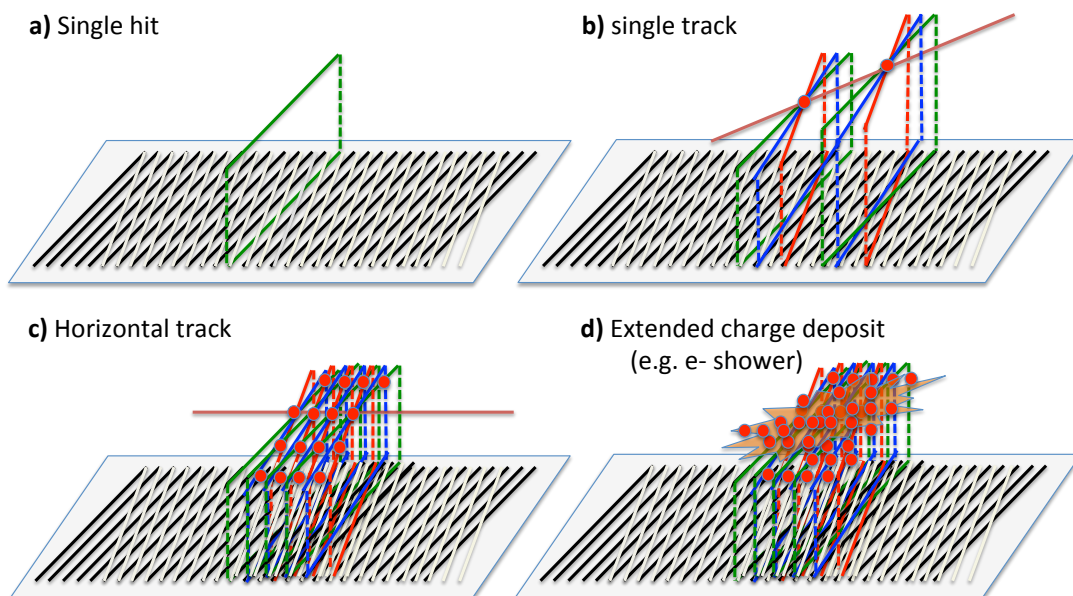 a) Single hit
b) single track
c) Horizontal track
d) Extended charge deposit
(e.g. e- shower)